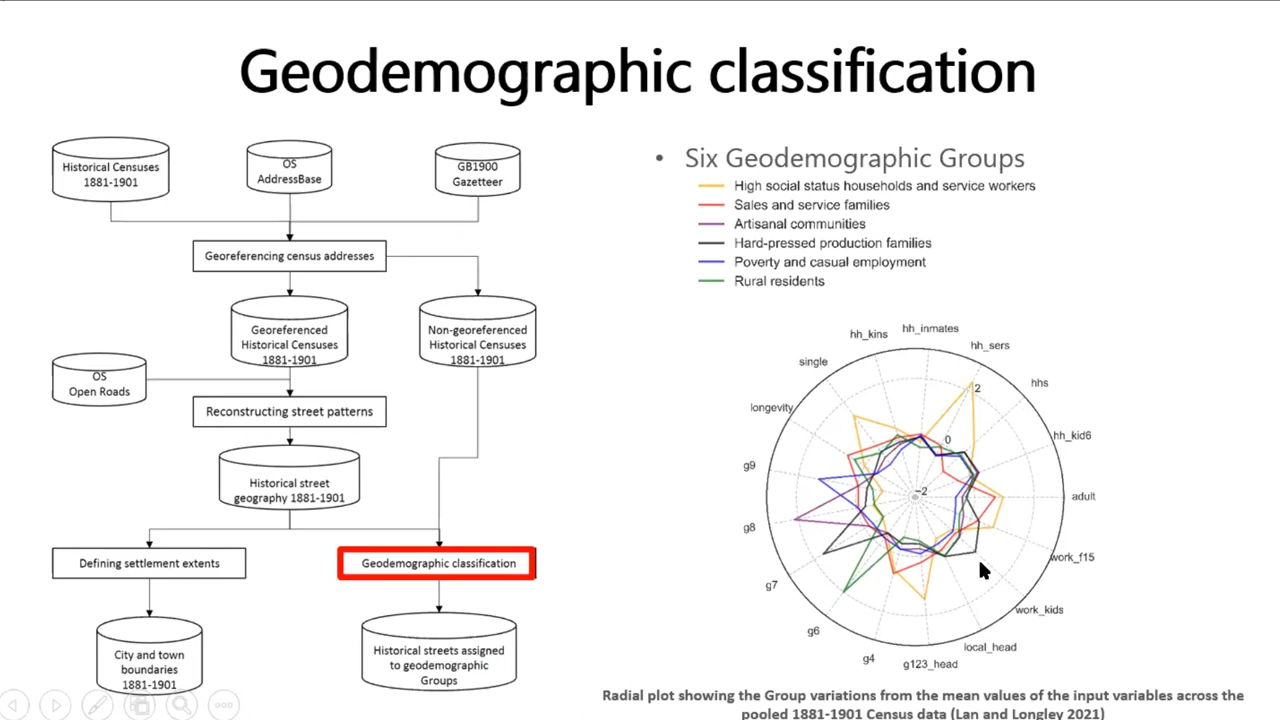 Geodemographic classification
Historical Censuses
1881-1901
OS
AddressBase
GB1900
Gazetteer
Georeferencing census addresses
Georeferenced
Historical Censuses
1881-1901
Non-georeferenced
Historical Censuses
1881-1901
OS
Open Roads
Reconstructing street patterns
Historical street
geography 1881-1901
Defining settlement extents
Geodemographic classification
City and town
boundaries
1881-1901
Historical streets assigned
to geodemographic
Groups
• Six Geodemographic Groups
High social status households and service workers
Sales and service families
Artisanal communities
Hard-pressed production families
Poverty and casual employment
Rural residents
hh_inmates
hh_kins
hh_sers
single
hhs
2
longevity
hh_kid6
0
g9
−2
adult
g8
work_f15
g7
work_kids
g6
local_head
g4
g123_head
Radial plot showing the Group variations from the mean values of the input variables across the
pooled 1881-1901 Census data (Lan and Longley 2021)